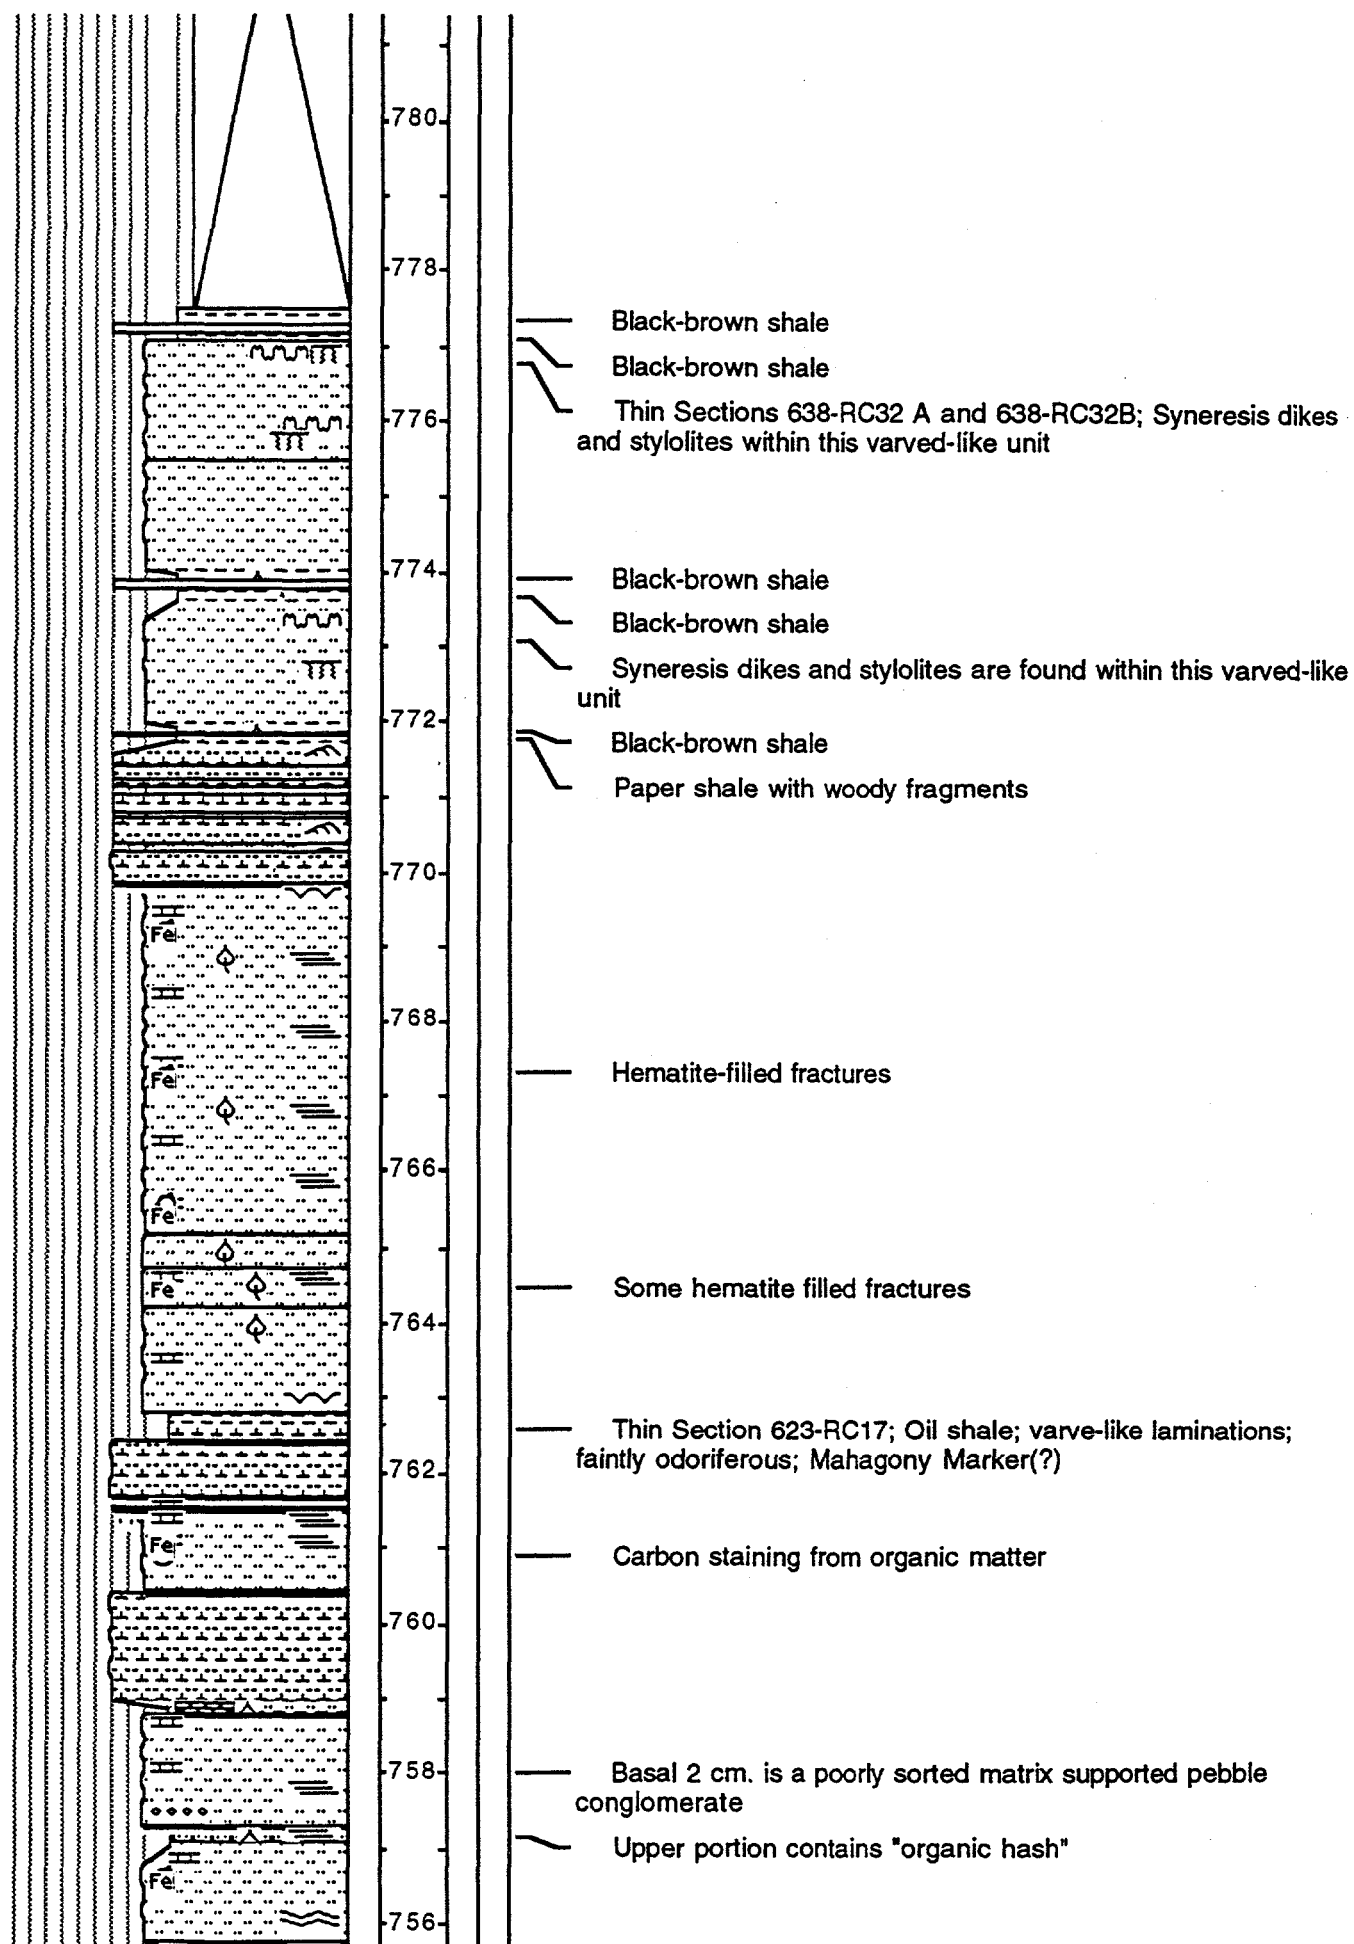 780
778
Black-brown shale
Black-brown shale
Thin Sections 638-RC32 A and 638-RC32B; Syneresis dikes
776
and stylolites within this varved-like unit
774
Black-brown shale
Black-brown shale
Syneresis dikes and stylolites are found within this varved-like
unit
772
Black-brown shale
Paper shale with woody fragments
770
Fe
768
Hematite-filled fractures
Fe
766
Fe
Some hematite filled fractures
Fe
764
Thin Section 623-RC17; Oil shale; varve-like laminations;
faintly odoriferous; Mahagony Marker(?)
762
Fe
Carbon staining from organic matter
760
758
Basal 2 cm. is a poorly sorted matrix supported pebble
conglomerate
Upper portion contains "organic hash"
Fe
756